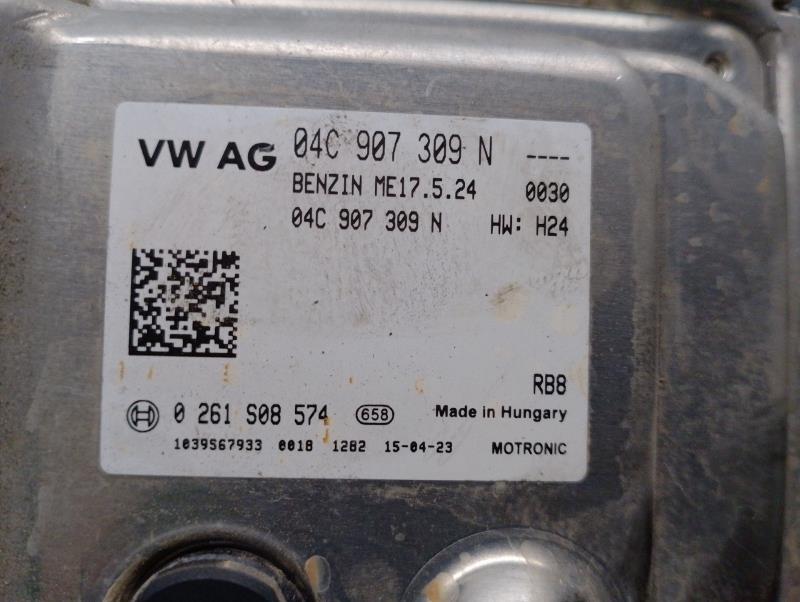 VW AG 04C 907 309 N ----
BENZIN ME17.5.24 0030
04C 907 309 N HW: H24
RB8
0 261 S08 574 658 Made in Hungary
1039S67933 0018 1282 15-04-23 MOTRONIC